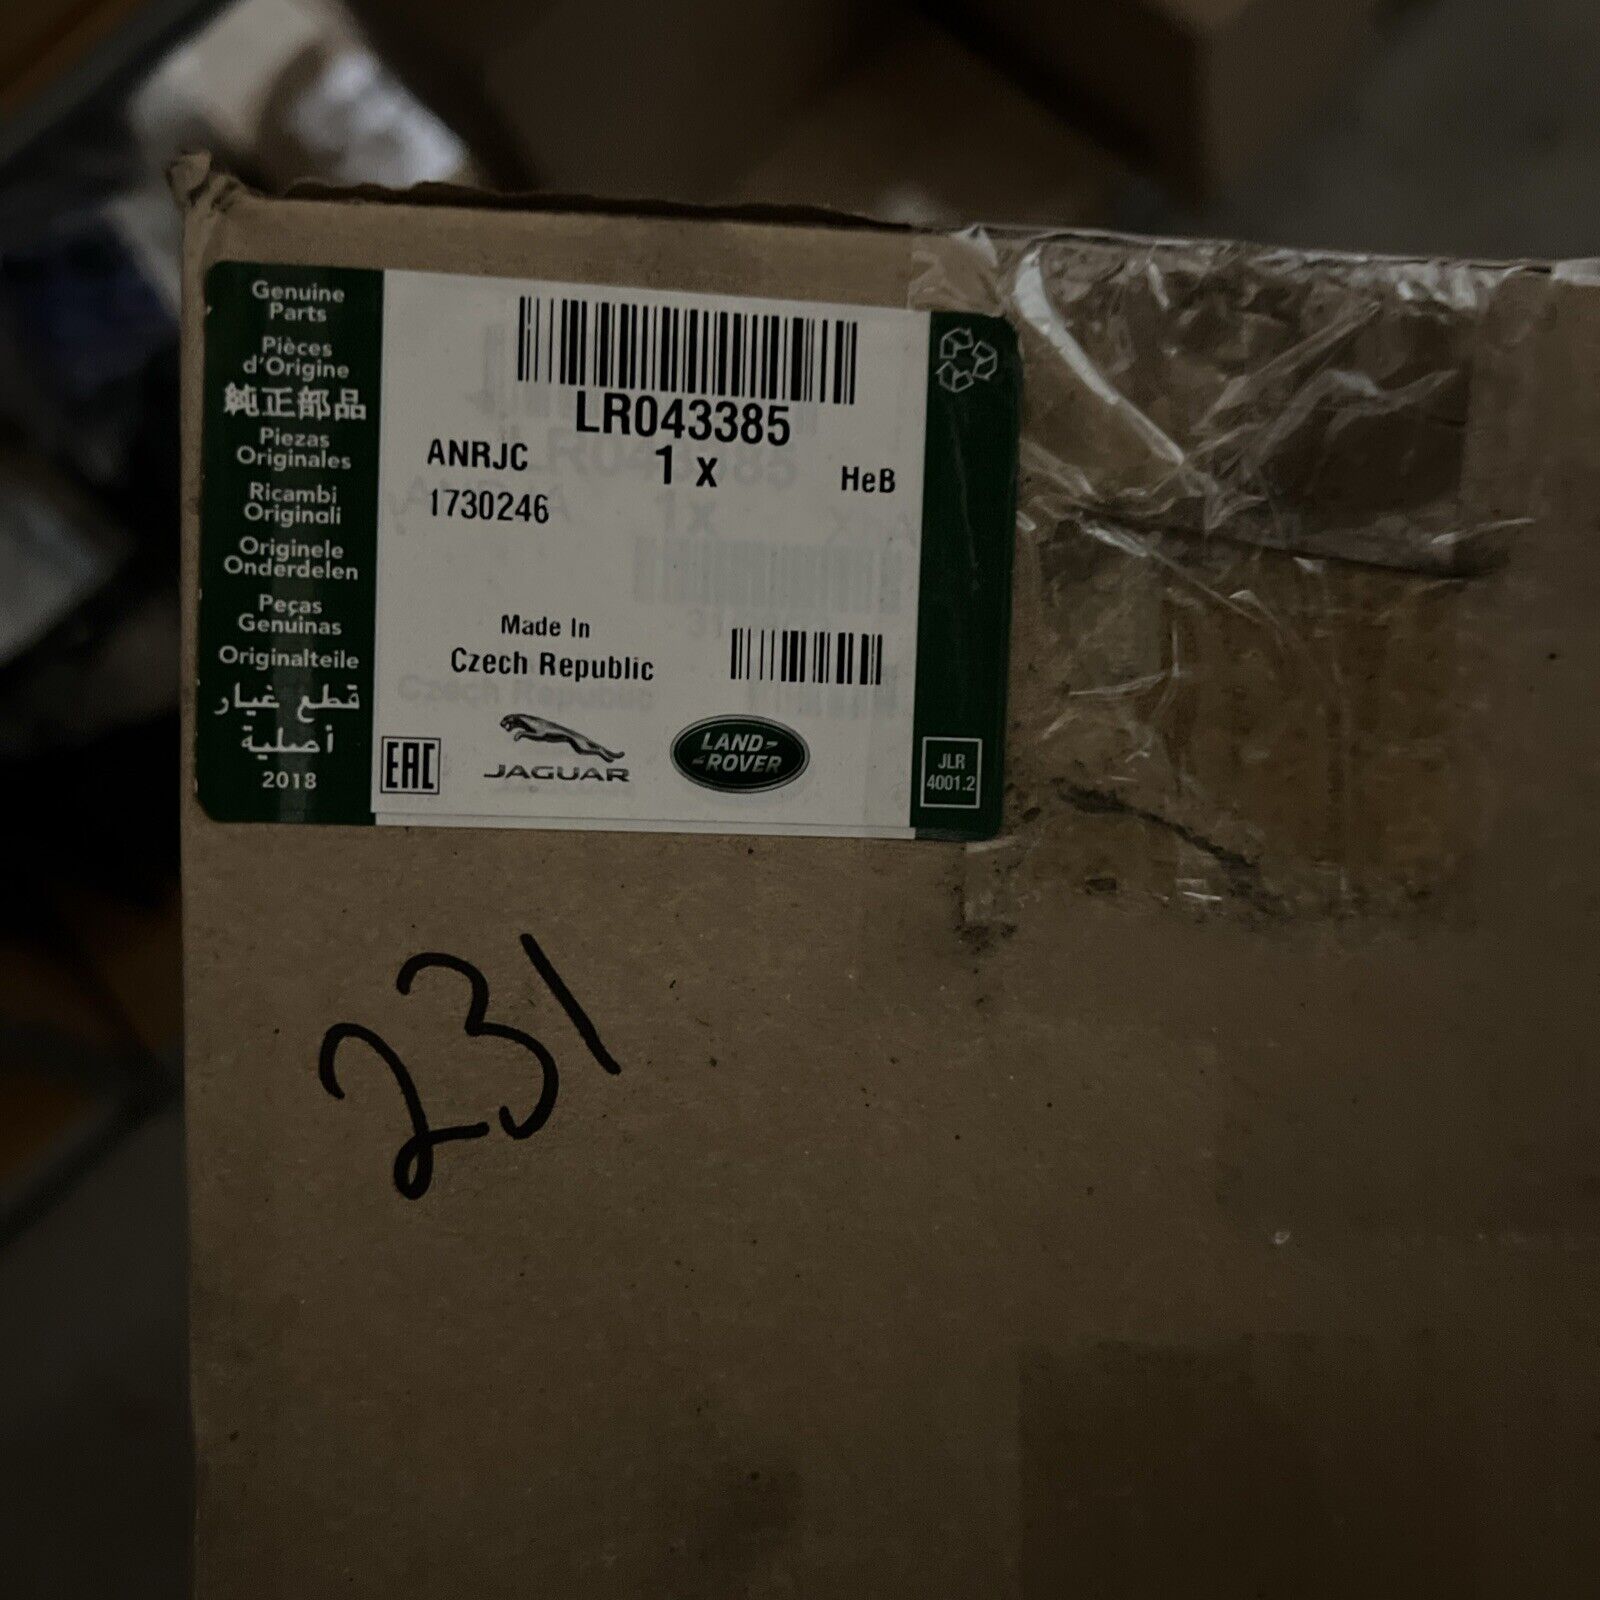 Genuine
Parts
Pièces
d'Origine
純正部品
Piezas
Originales
Ricambi
Originali
Originele
Onderdelen
Peças
Genuinas
Originalteile
قطع غيار
أصلية
2018
LR043385
ANRJC
1 x
HeB
1730246
Made In
Czech Republic
EAC
JAGUAR
LAND-
-ROVER
JLR
4001.2
231